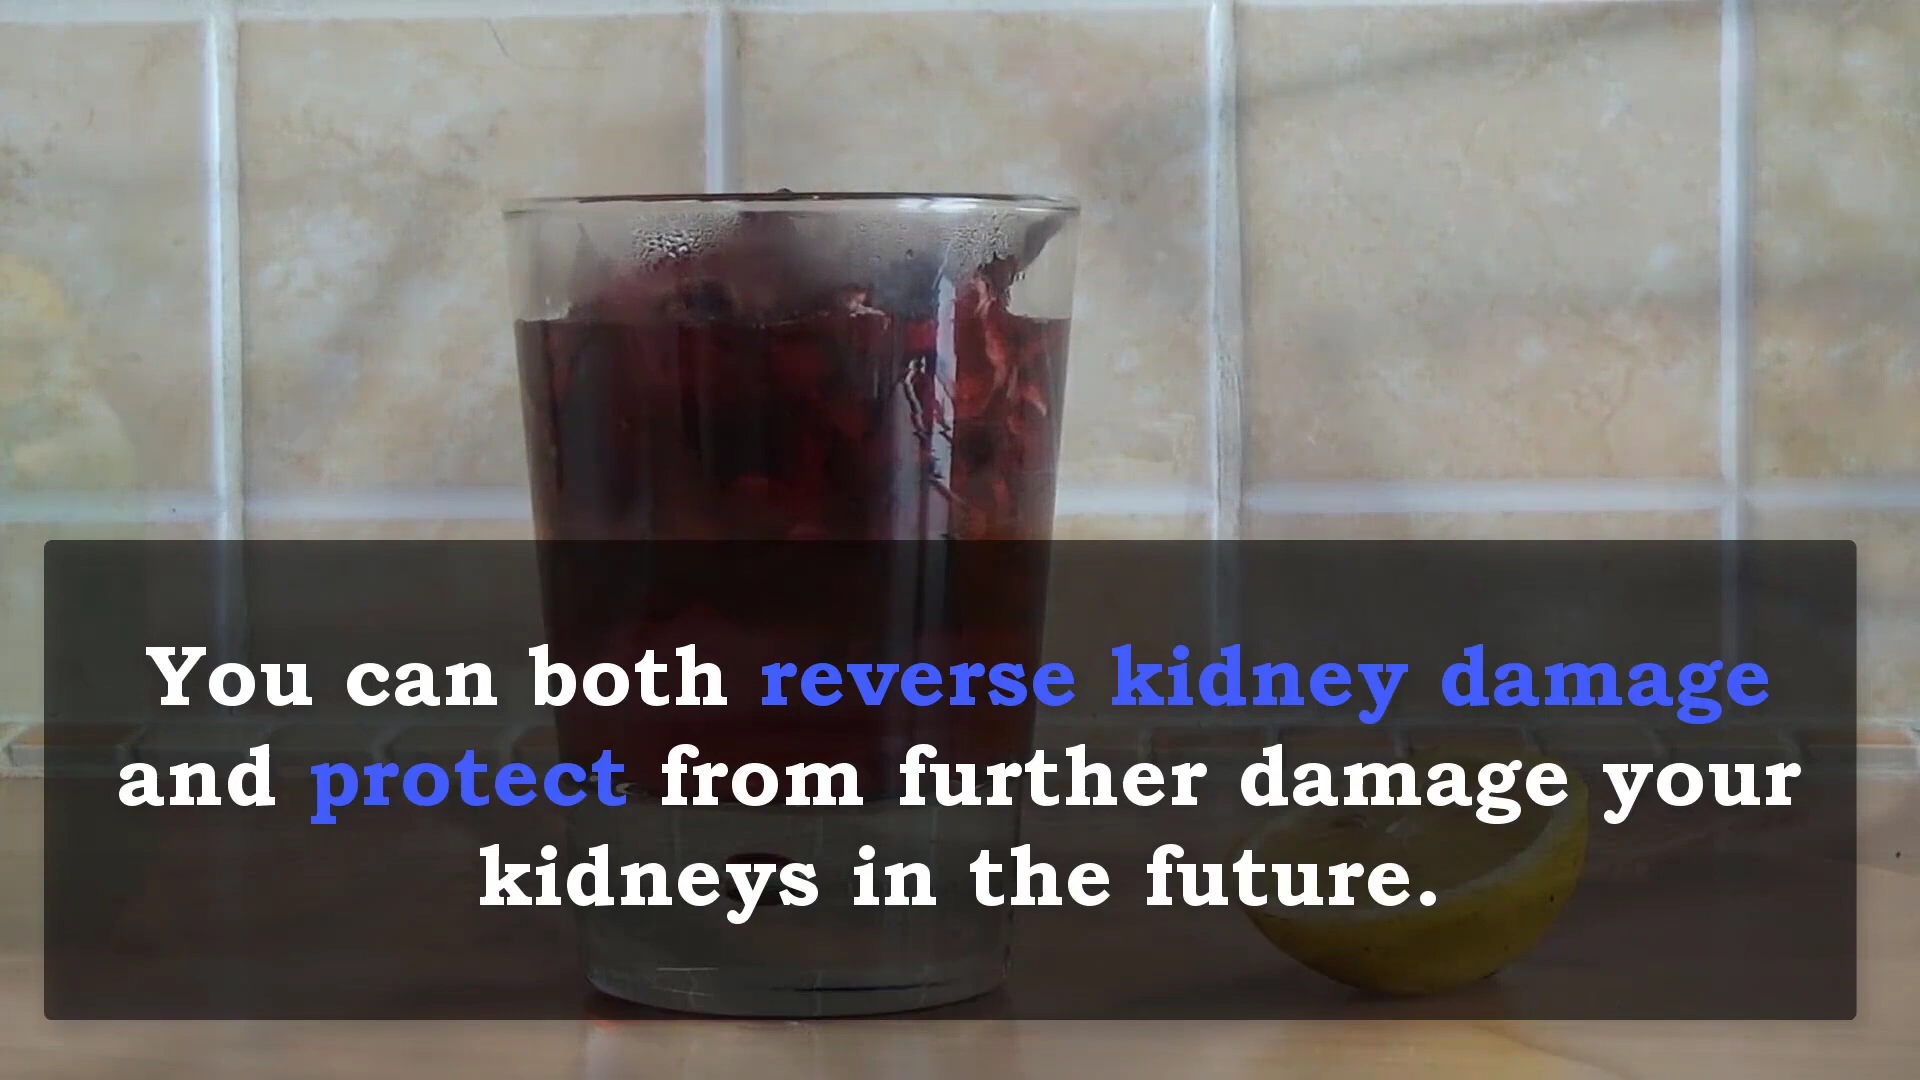 You can both reverse kidney damage
and protect from further damage your
kidneys in the future.